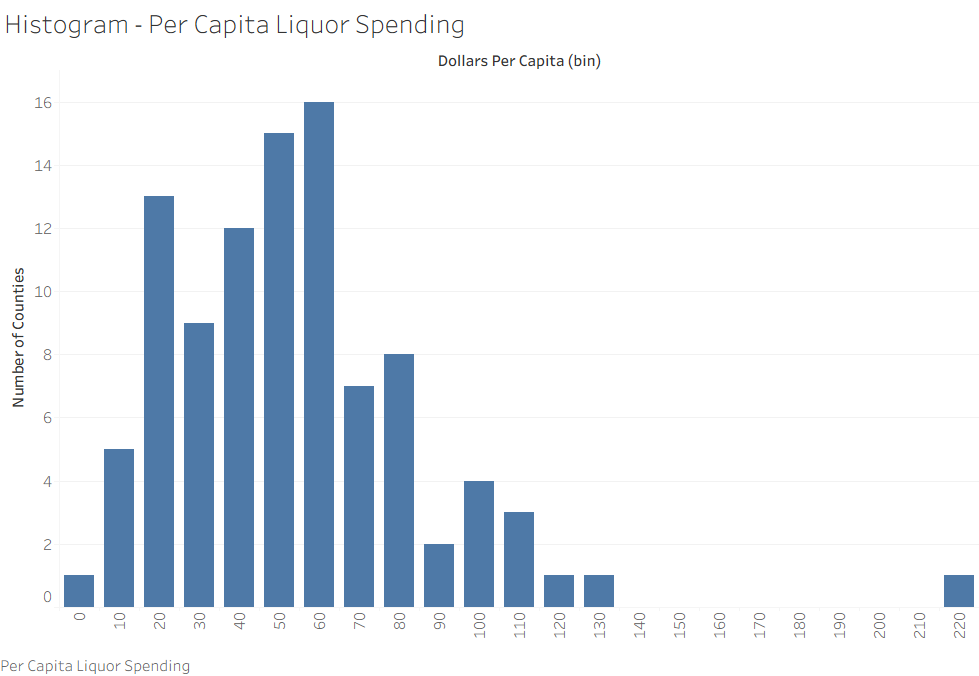 Histogram - Per Capita Liquor Spending
Dollars Per Capita (bin)
Number of Counties
16
14
12
10
8
6
4
2
0
0 10 20 30 40 50 60 70 80 90 100 110 120 130 140 150 160 170 180 190 200 210 220
Per Capita Liquor Spending